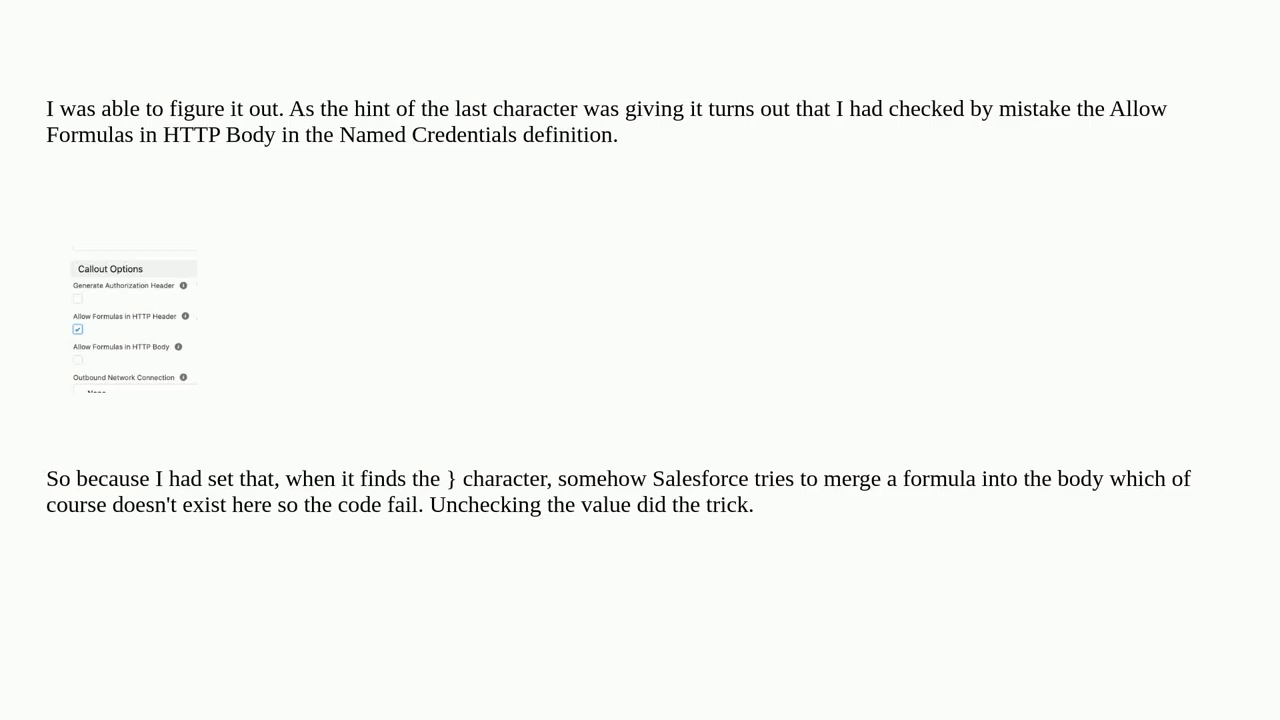 I was able to figure it out. As the hint of the last character was giving it turns out that I had checked by mistake the Allow
Formulas in HTTP Body in the Named Credentials definition.
Callout Options
Generate Authorization Header
Allow Formulas in HTTP Header
Allow Formulas in HTTP Body
Outbound Network Connection
So because I had set that, when it finds the } character, somehow Salesforce tries to merge a formula into the body which of
course doesn't exist here so the code fail. Unchecking the value did the trick.